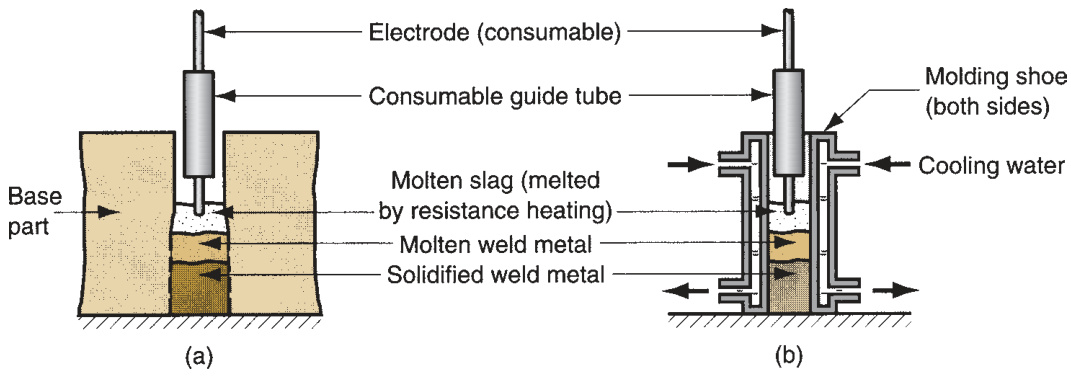 Electrode (consumable)
Consumable guide tube
Molding shoe
(both sides)
Cooling water
Molten slag (melted
by resistance heating)
Base
part
Molten weld metal
Solidified weld metal
(a)
(b)